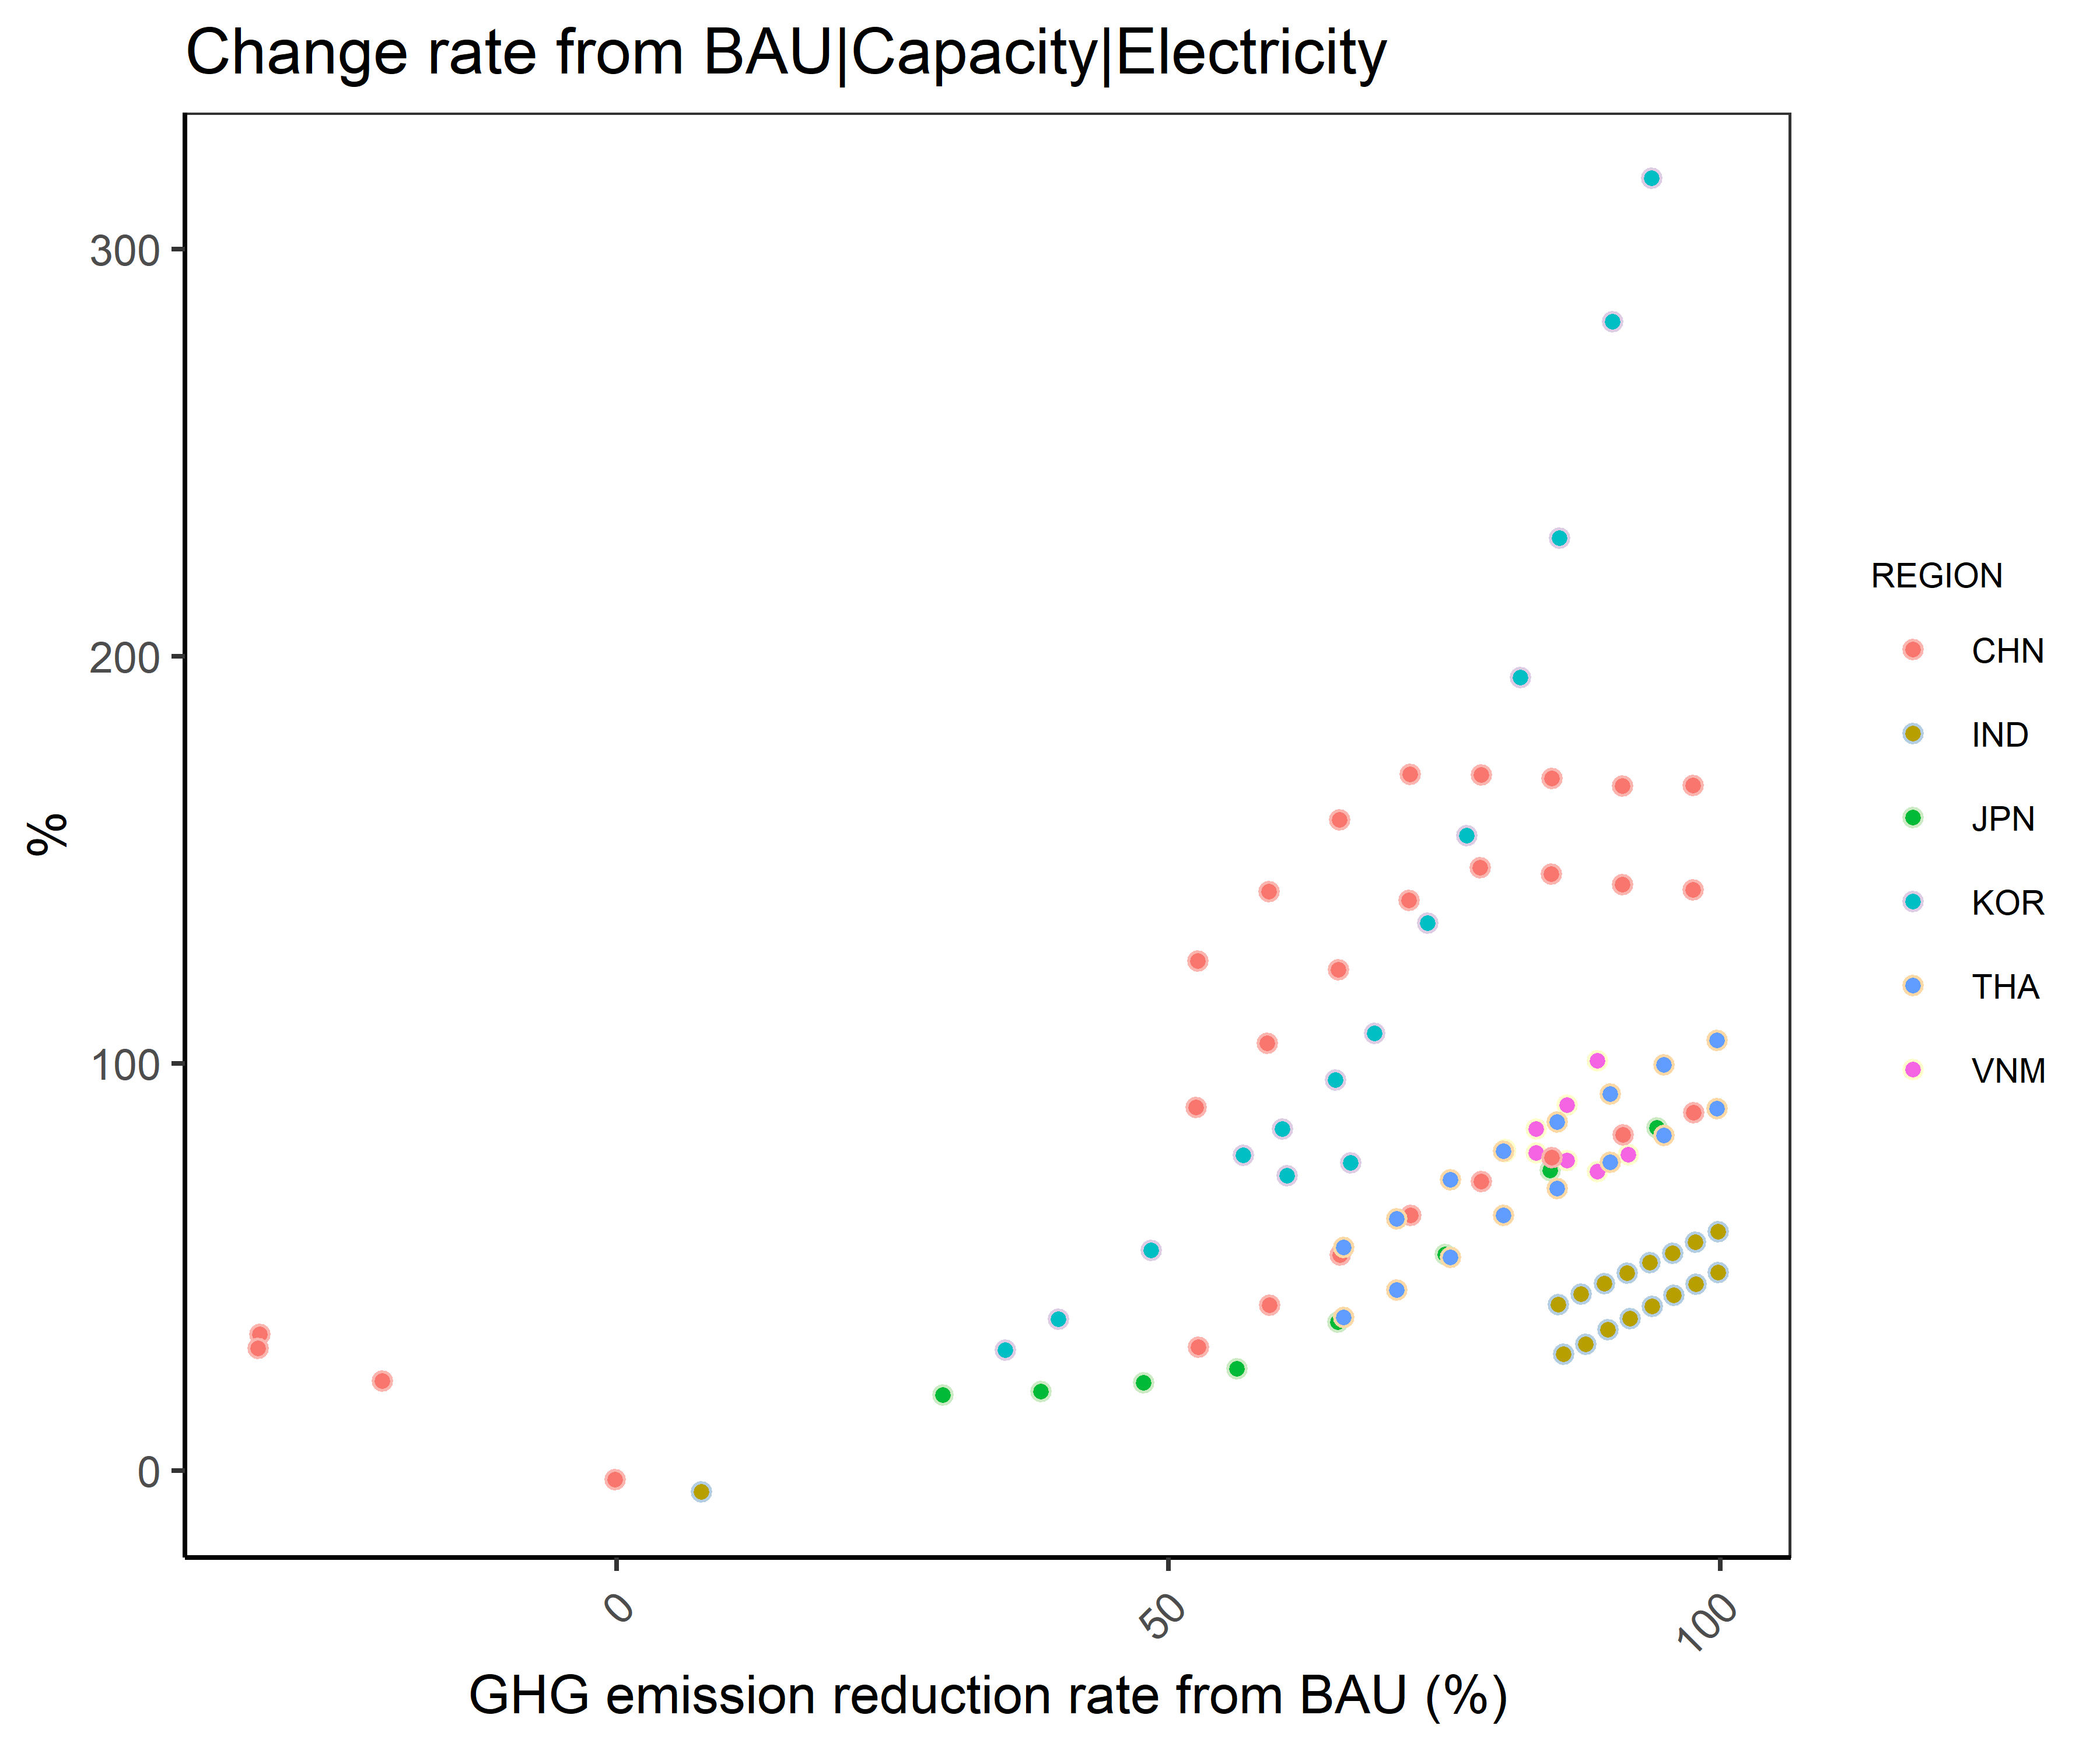 Change rate from BAU|Capacity|Electricity
300
200
100
0
%
0
50
100
GHG emission reduction rate from BAU (%)
REGION
CHN
IND
JPN
KOR
THA
VNM